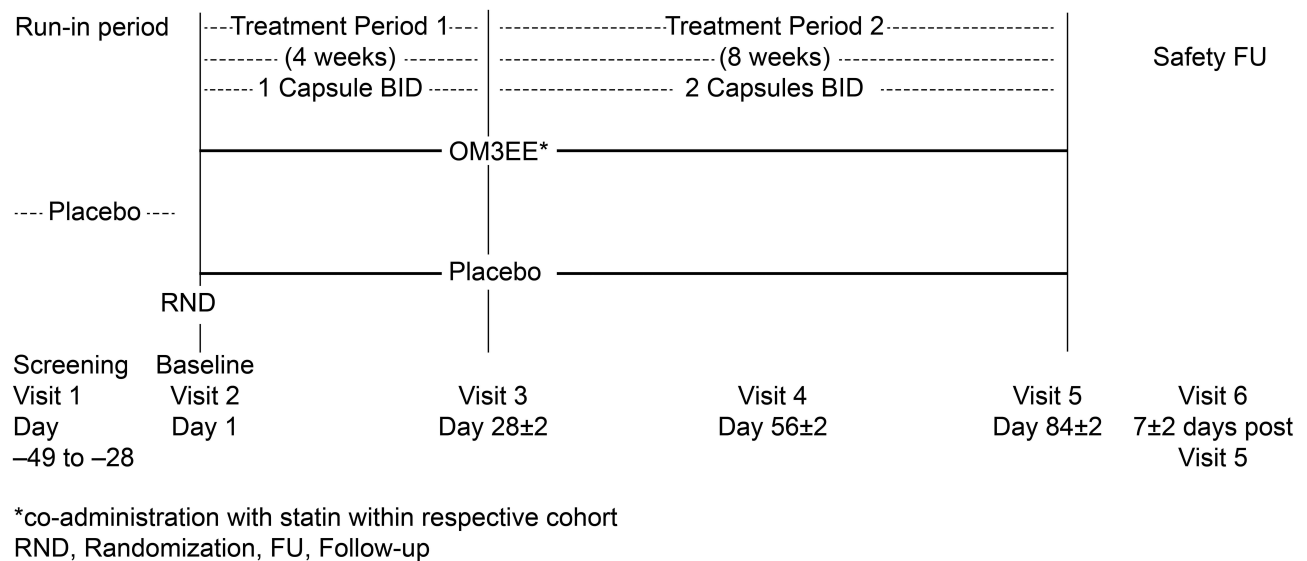 Run-in period
Treatment Period 1
Treatment Period 2
(4 weeks)
(8 weeks)
Safety FU
1 Capsule BID
2 Capsules BID
OM3EE*
Placebo
Placebo
RND
Screening Baseline
Visit 1 Visit 2 Visit 3 Visit 4 Visit 5 Visit 6
Day Day 1 Day 28±2 Day 56±2 Day 84±2 7±2 days post
–49 to –28 Visit 5
*co-administration with statin within respective cohort
RND, Randomization, FU, Follow-up